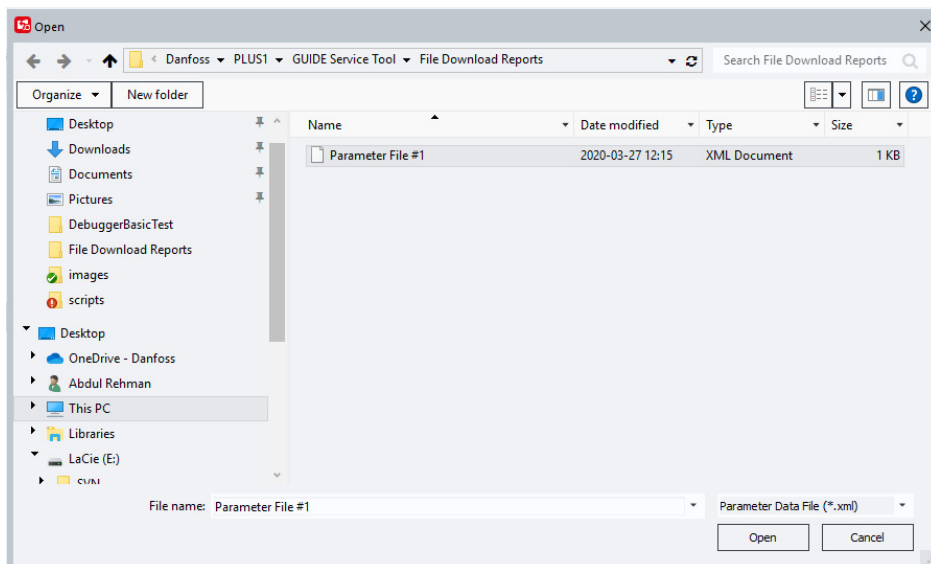 Open
Danfoss PLUS1 GUIDE Service Tool File Download Reports
Search File Download Reports
Organize New folder
Name Date modified Type Size
Parameter File #1 2020-03-27 12:15 XML Document 1 KB
Desktop
Downloads
Documents
Pictures
DebuggerBasicTest
File Download Reports
images
scripts
Desktop
OneDrive - Danfoss
Abdul Rehman
This PC
Libraries
LaCie (E:)
SVN
File name: Parameter File #1 Parameter Data File (*.xml)
Open Cancel